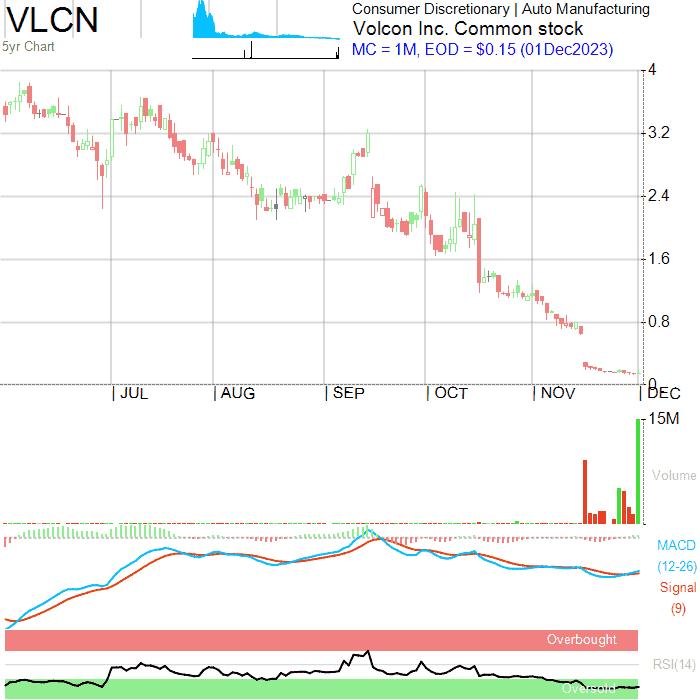 VLCN
5yr Chart
Consumer Discretionary | Auto Manufacturing
Volcon Inc. Common stock
MC = 1M, EOD = $0.15 (01Dec2023)
4
3.2
2.4
1.6
0.8
0
JUL
AUG
SEP
OCT
NOV
DEC
15M
Volume
MACD
(12-26)
Signal
(9)
Overbought
RSI(14)
Oversold